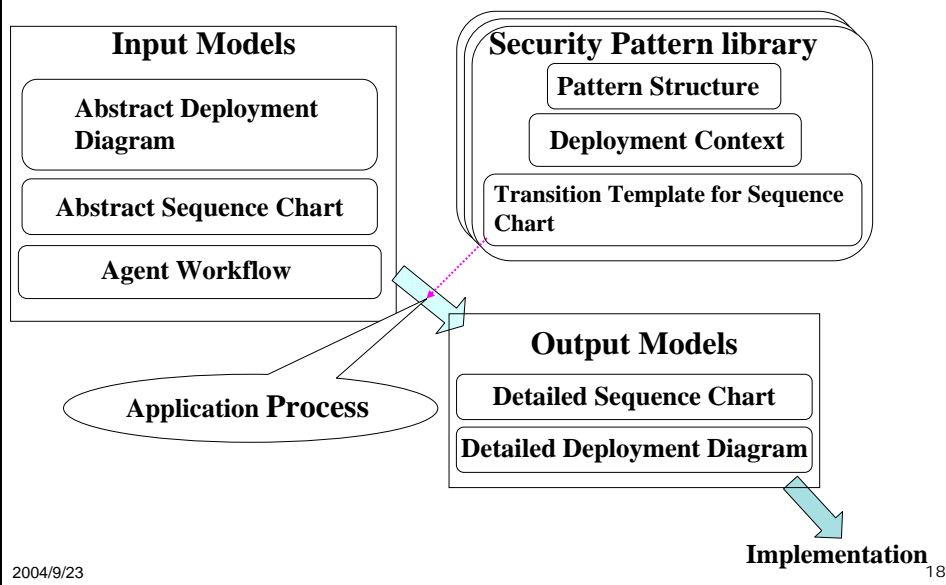 Input Models
Abstract Deployment
Diagram
Abstract Sequence Chart
Agent Workflow
Security Pattern library
Pattern Structure
Deployment Context
Transition Template for Sequence
Chart
Application Process
Output Models
Detailed Sequence Chart
Detailed Deployment Diagram
Implementation
2004/9/23
18